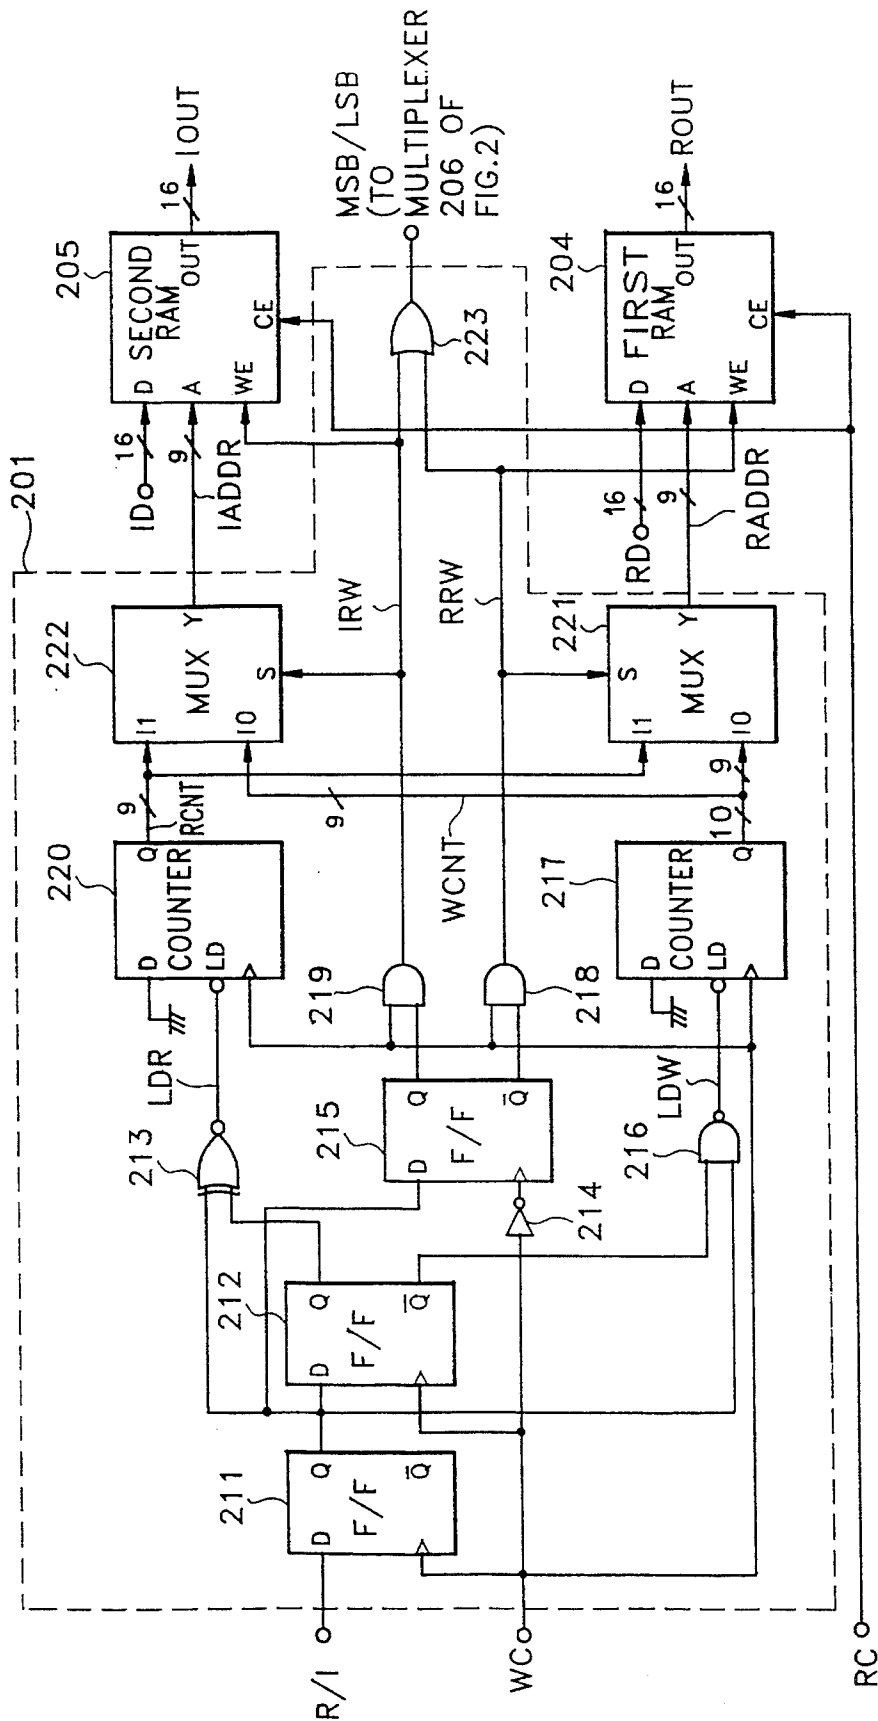 201
205
ID
16
D
SECOND
RAM
OUT
16
IOUT
9
A
IADDR
WE
CE
222
I1
MUX
Y
I0
S
220
D
Q
COUNTER
LD
9
RCNT
LDR
213
219
IRW
9
WCNT
MSB/LSB
(TO
MULTIPLEXER
206 OF
FIG.2)
223
212
D
Q
F/F
Q
211
D
Q
F/F
Q
R/I
215
D
Q
F/F
Q
214
218
RRW
WC
216
LDW
217
D
COUNTER
LD
Q
10
9
221
S
I1
MUX
Y
I0
RD
16
D
FIRST
RAM
OUT
16
ROUT
204
9
A
RADDR
WE
CE
RC